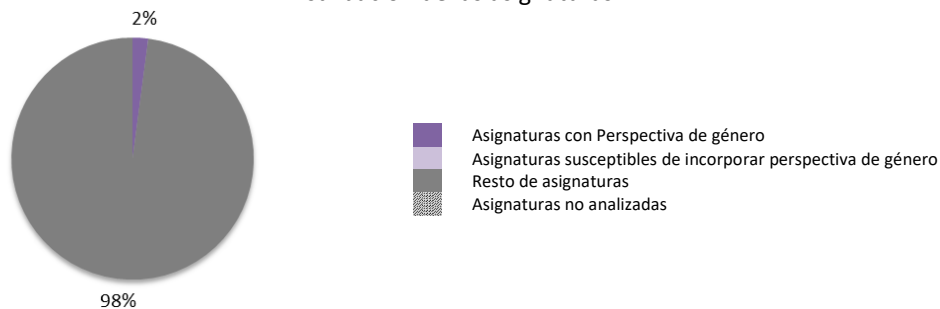 2%
98%
Asignaturas con Perspectiva de género
Asignaturas susceptibles de incorporar perspectiva de género
Resto de asignaturas
Asignaturas no analizadas